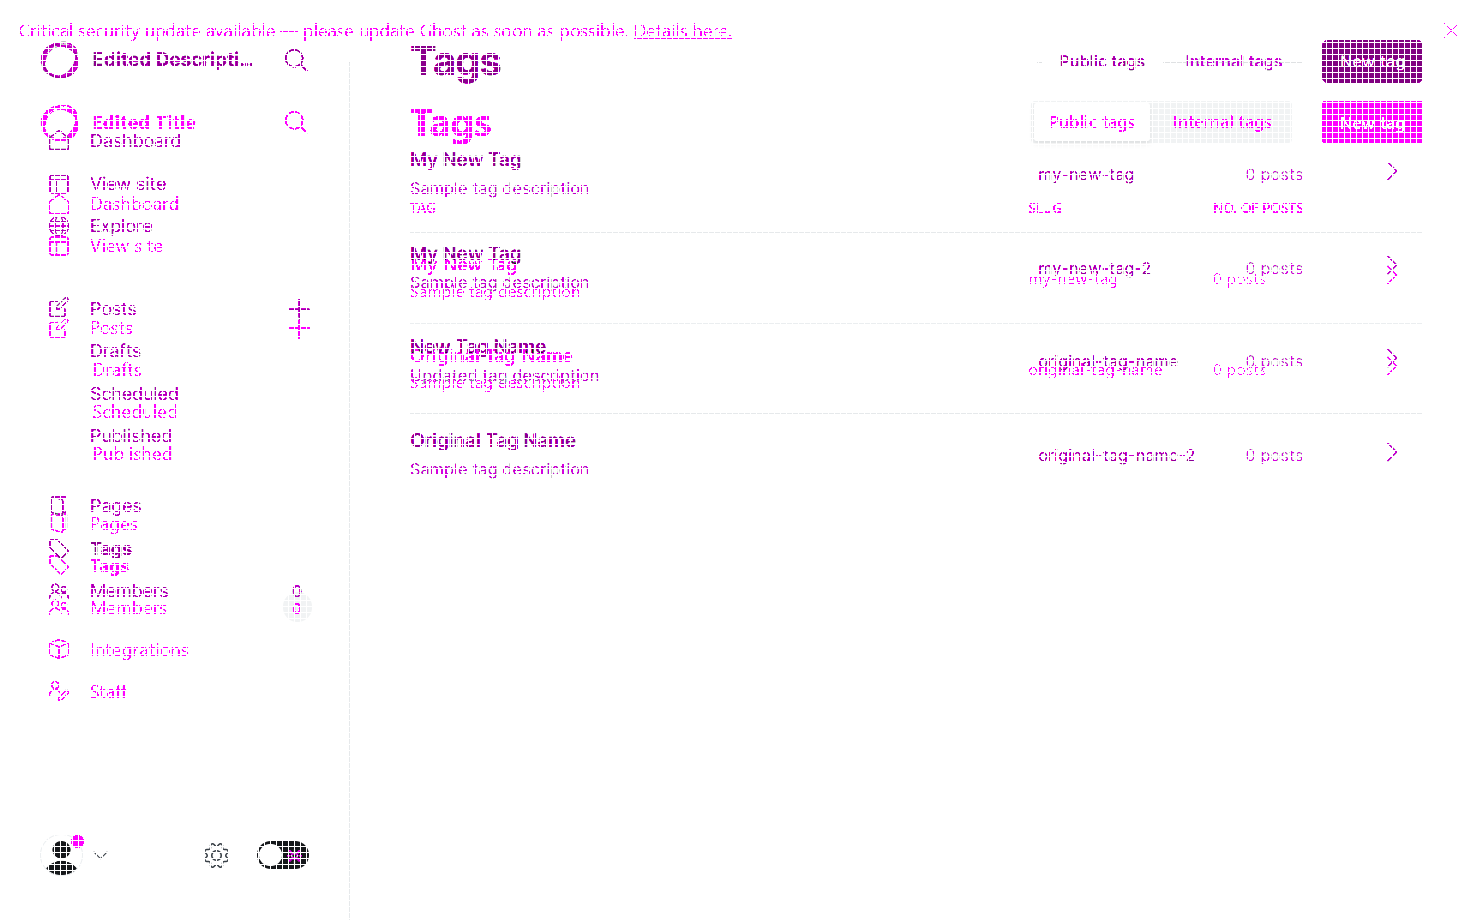 Critical security update available — please update Ghost as soon as possible. Details here.
Edited Descripti...
Tags
Public tags
Internal tags
New tag
Edited Title
Tags
Public tags
Internal tags
New tag
Dashboard
My New Tag
my-new-tag
0 posts
View site
Sample tag description
Dashboard
TAG
SLUG
NO. OF POSTS
Explore
View site
My New Tag
My New Tag
my-new-tag-2
0 posts
Sample tag description
my-new-tag
0 posts
Sample tag description
Posts
Posts
Drafts
New Tag Name
Original Tag Name
original-tag-name
0 posts
Drafts
original-tag-name
0 posts
Updated tag description
Sample tag description
Scheduled
Scheduled
Published
Original Tag Name
Published
original-tag-name-2
0 posts
Sample tag description
Pages
Pages
Tags
Tags
Members
0
Members
0
Integrations
Staff